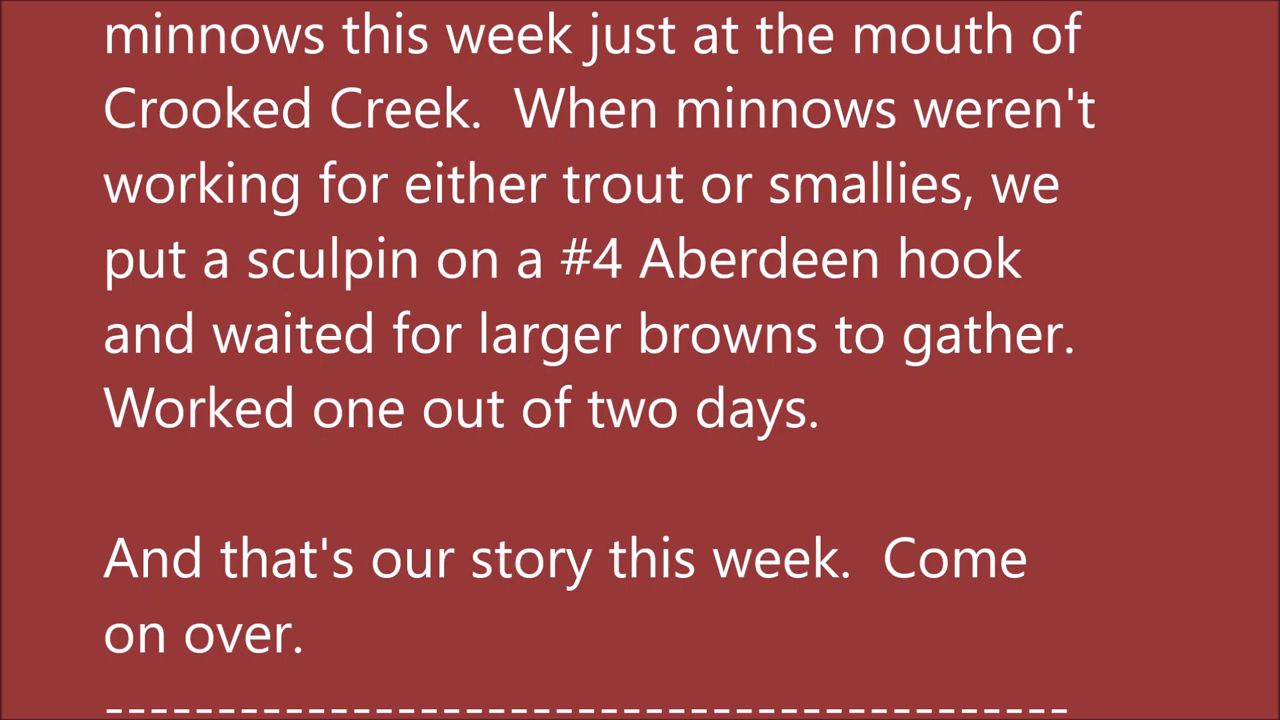 minnows this week just at the mouth of
Crooked Creek.  When minnows weren't
working for either trout or smallies, we
put a sculpin on a #4 Aberdeen hook
and waited for larger browns to gather.
Worked one out of two days.
And that's our story this week.  Come
on over.
-------------------------------------------